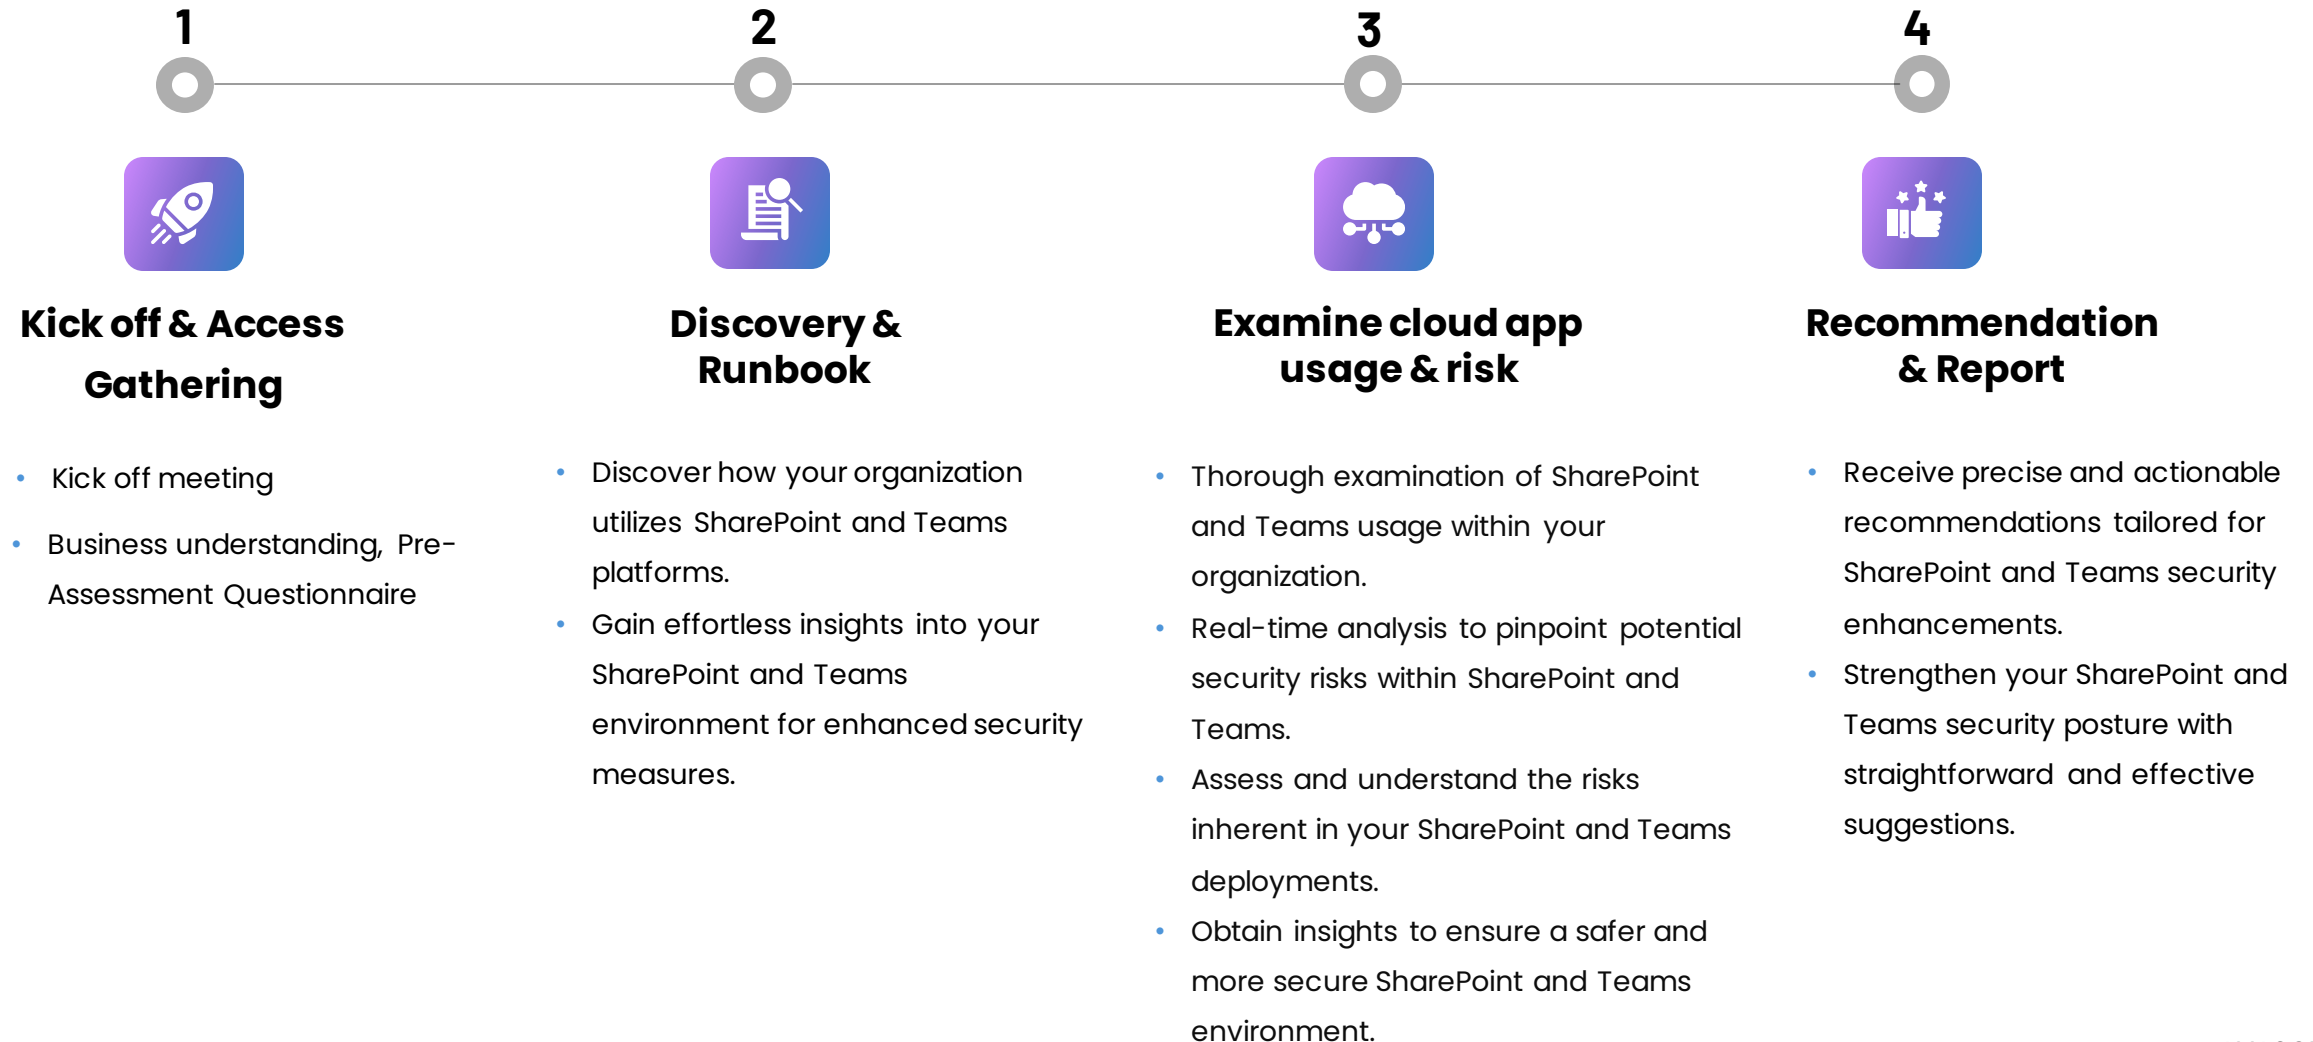 1
2
3
4
Kick off & Access
Gathering
• Kick off meeting
• Business understanding, Pre-
Assessment Questionnaire
Discovery &
Runbook
• Discover how your organization
utilizes SharePoint and Teams
platforms.
• Gain effortless insights into your
SharePoint and Teams
environment for enhanced security
measures.
Examine cloud app
usage & risk
• Thorough examination of SharePoint
and Teams usage within your
organization.
• Real-time analysis to pinpoint potential
security risks within SharePoint and
Teams.
• Assess and understand the risks
inherent in your SharePoint and Teams
deployments.
• Obtain insights to ensure a safer and
more secure SharePoint and Teams
environment.
Recommendation
& Report
• Receive precise and actionable
recommendations tailored for
SharePoint and Teams security
enhancements.
• Strengthen your SharePoint and
Teams security posture with
straightforward and effective
suggestions.